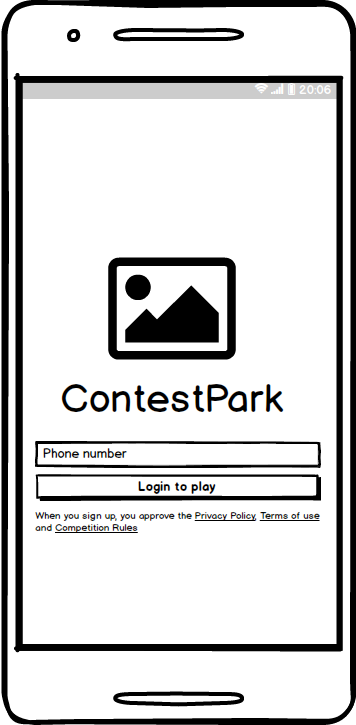 20:06
ContestPark
Phone number
Login to play
When you sign up, you approve the Privacy Policy, Terms of use
and Competition Rules